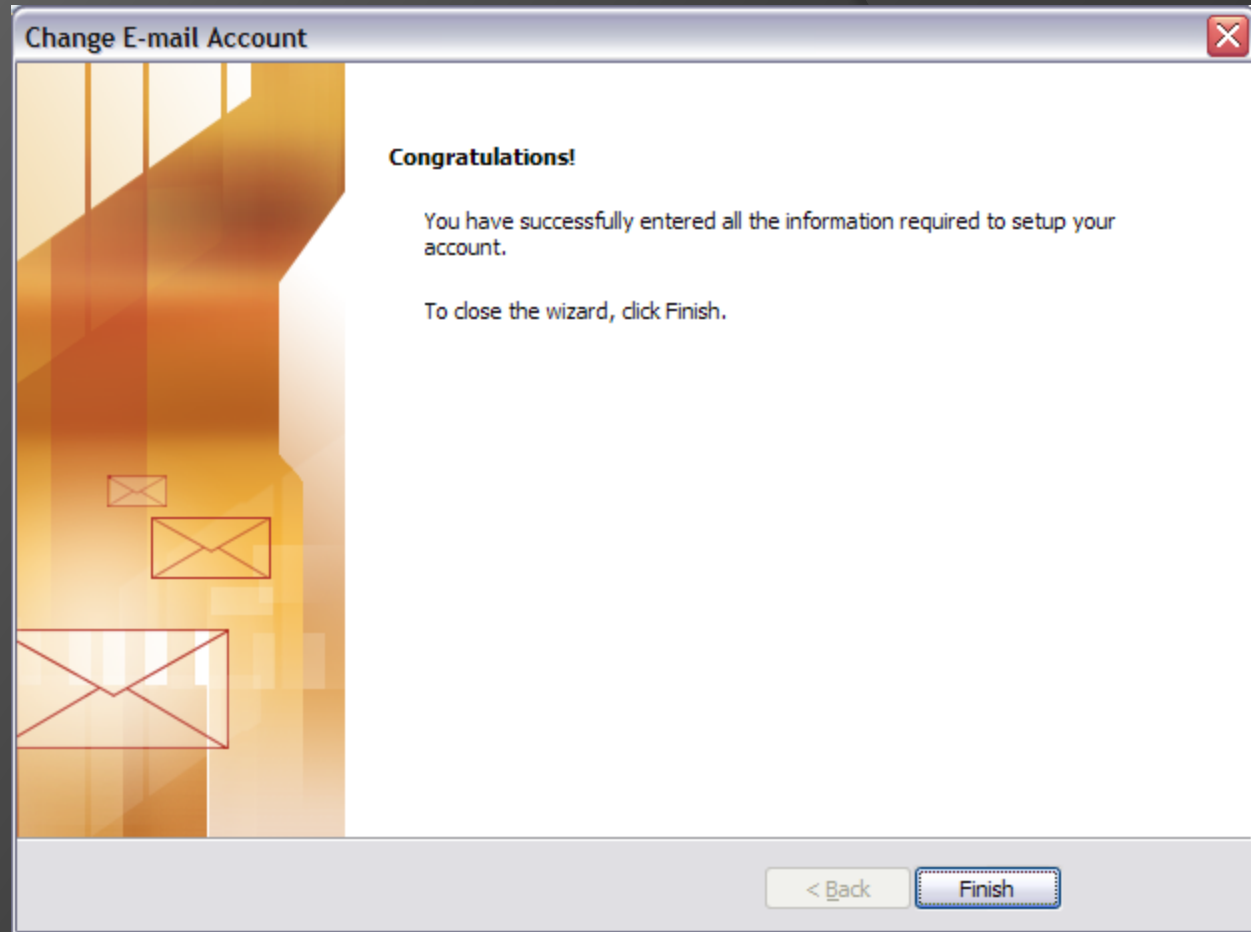 Change E-mail Account
Congratulations!
You have successfully entered all the information required to setup your
account.
To close the wizard, click Finish.
< Back
Finish